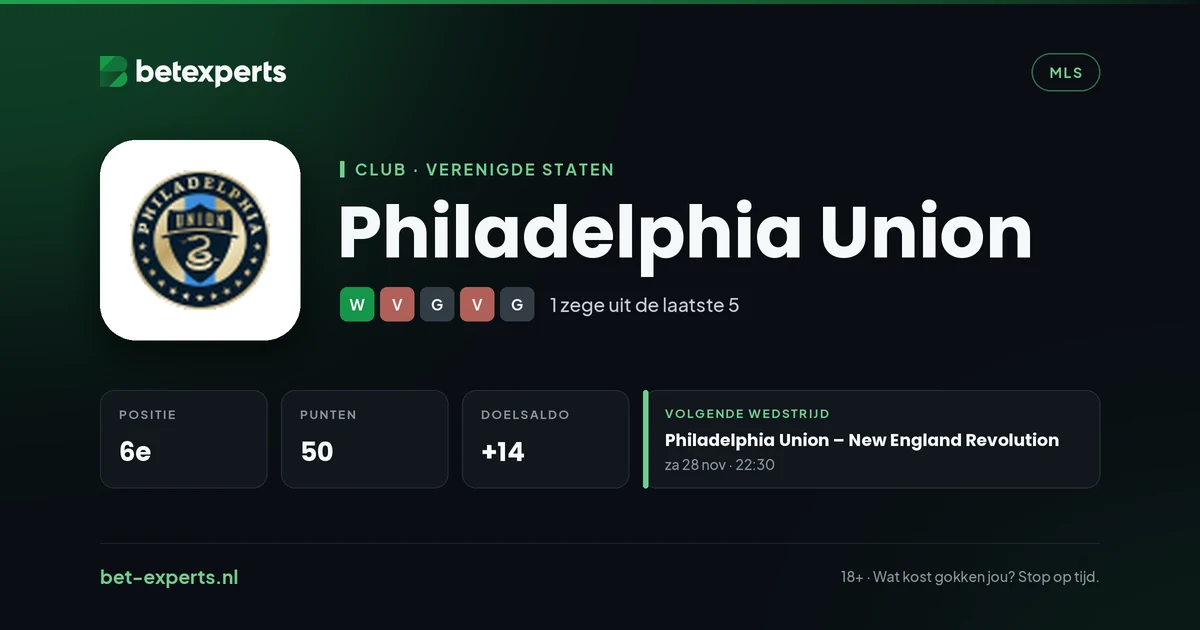 betexperts
MLS
PHILADELPHIA
UNION
CLUB · VERENIGDE STATEN
Philadelphia Union
W V G V G 1 zege uit de laatste 5
POSITIE
6e
PUNTEN
50
DOELSALDO
+14
VOLGENDE WEDSTRIJD
Philadelphia Union – New England Revolution
za 28 nov · 22:30
bet-experts.nl
18+ · Wat kost gokken jou? Stop op tijd.